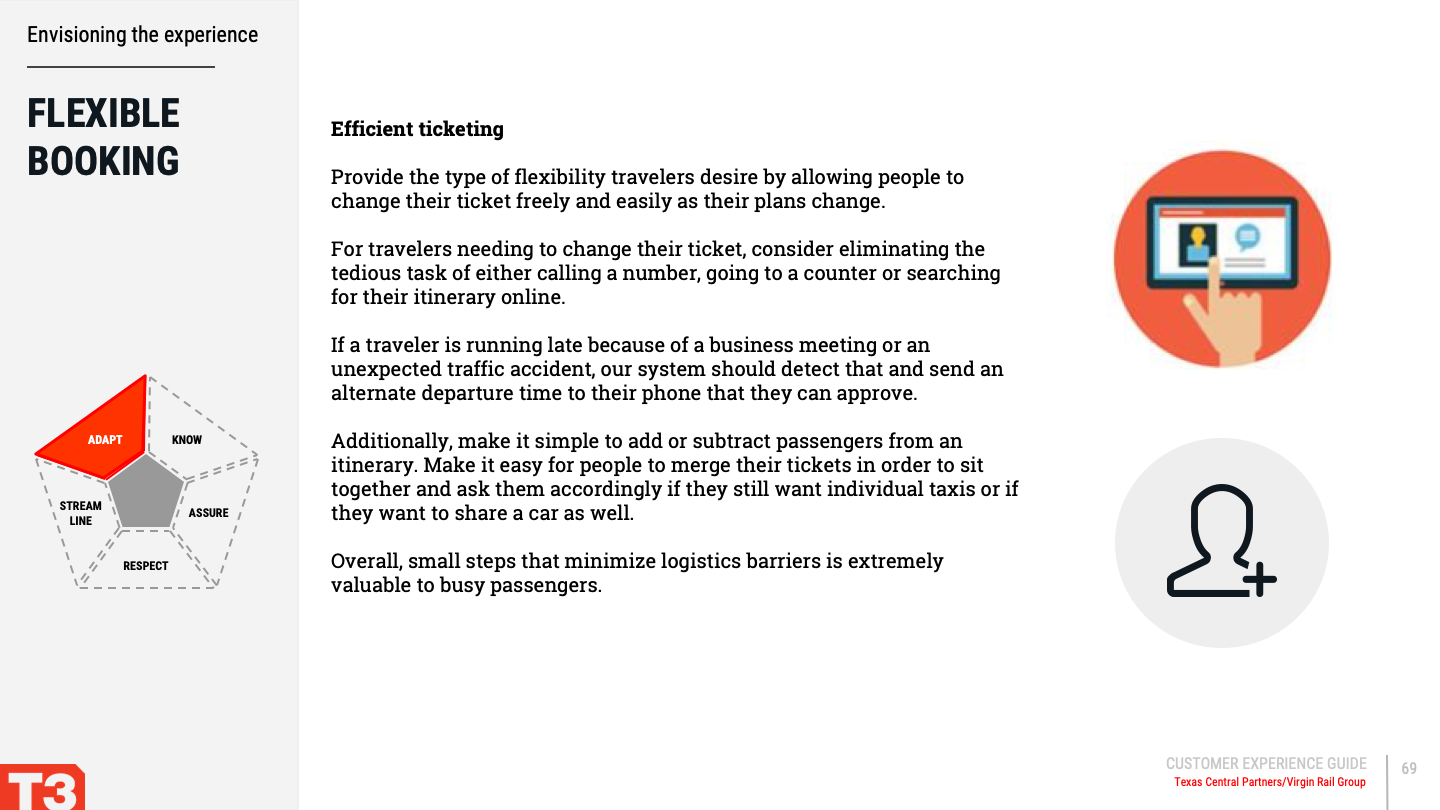 Envisioning the experience
FLEXIBLE
BOOKING
Efficient ticketing
Provide the type of flexibility travelers desire by allowing people to
change their ticket freely and easily as their plans change.
For travelers needing to change their ticket, consider eliminating the
tedious task of either calling a number, going to a counter or searching
for their itinerary online.
If a traveler is running late because of a business meeting or an
unexpected traffic accident, our system should detect that and send an
alternate departure time to their phone that they can approve.
Additionally, make it simple to add or subtract passengers from an
itinerary. Make it easy for people to merge their tickets in order to sit
together and ask them accordingly if they still want individual taxis or if
they want to share a car as well.
Overall, small steps that minimize logistics barriers is extremely
valuable to busy passengers.
ADAPT
KNOW
STREAM
LINE
ASSURE
RESPECT
T3
CUSTOMER EXPERIENCE GUIDE
Texas Central Partners/Virgin Rail Group
69